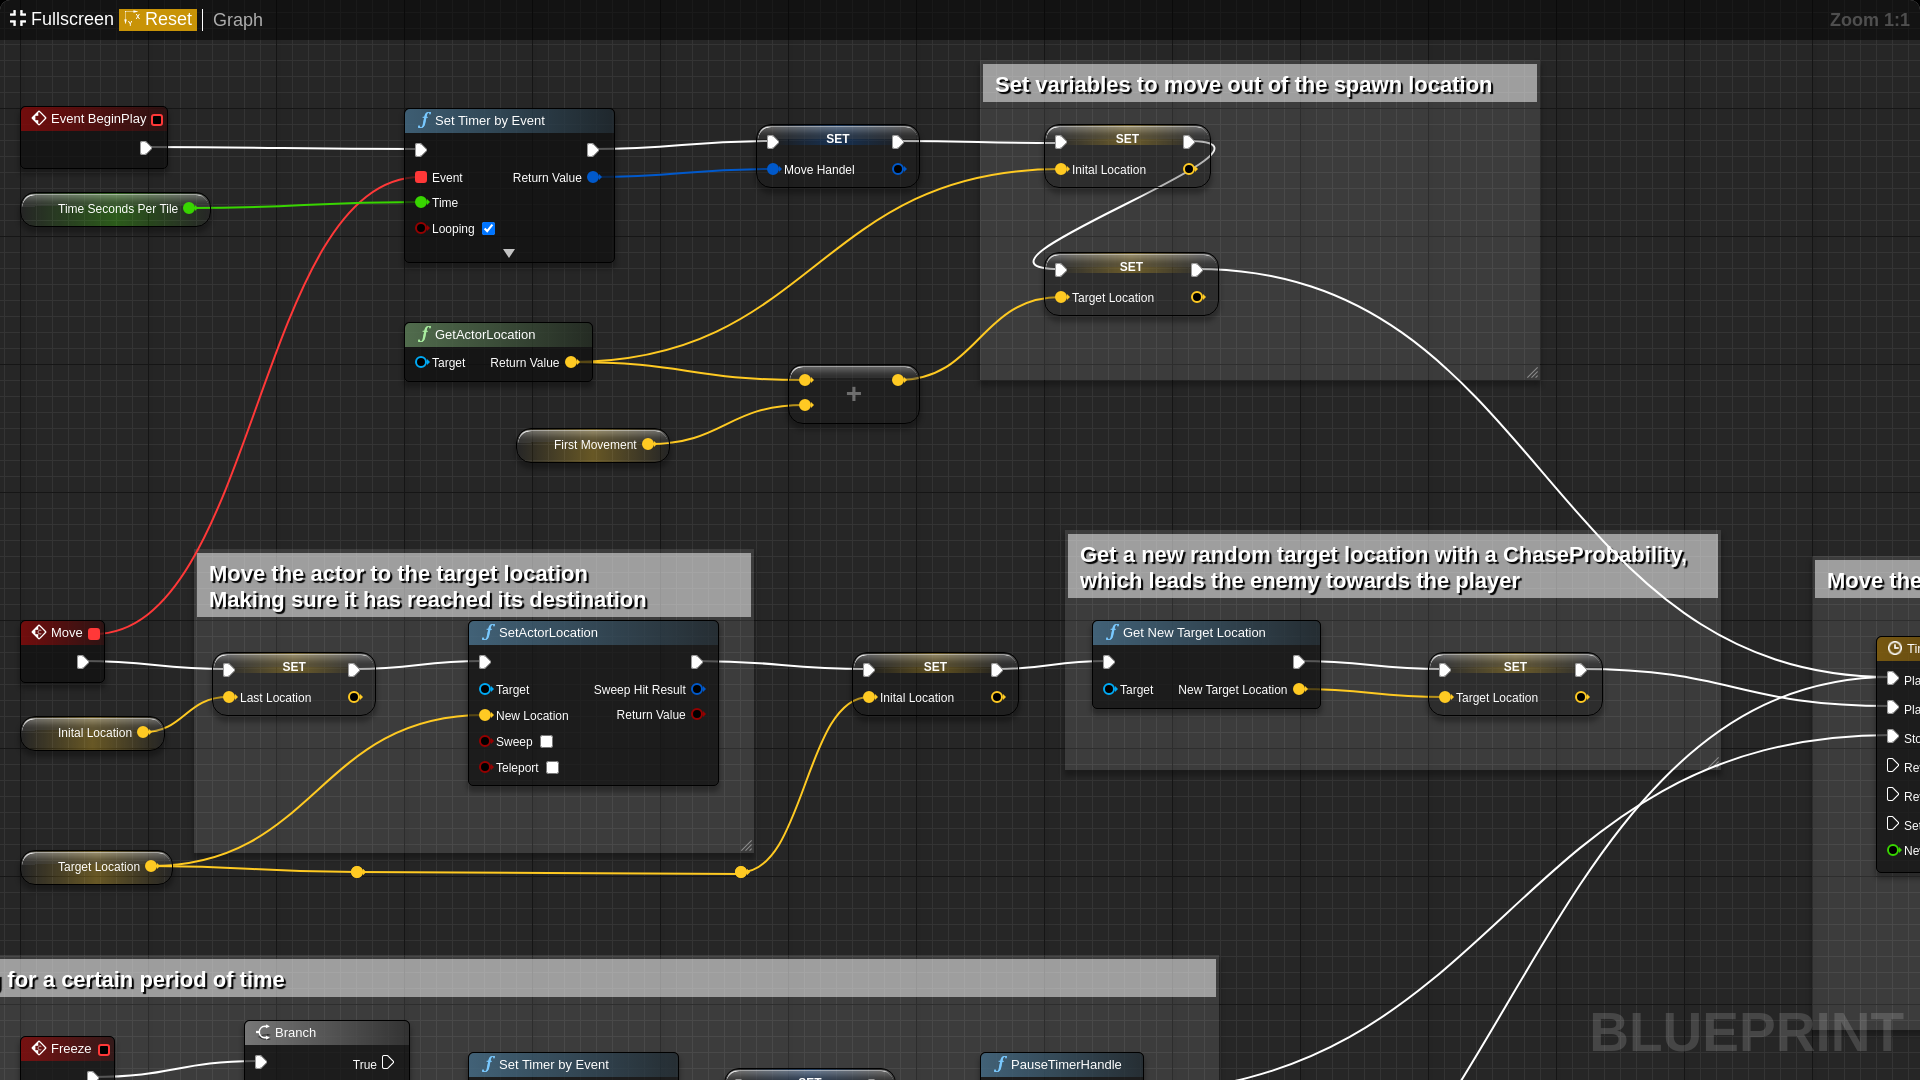 Fullscreen Reset Graph
Zoom 1:1
Set variables to move out of the spawn location
Event BeginPlay
Set Timer by Event
SET
SET
Move Handel
Inital Location
Event
Return Value
Time Seconds Per Tile
Time
Looping
SET
Target Location
GetActorLocation
Target
Return Value
+
First Movement
Get a new random target location with a ChaseProbability,
which leads the enemy towards the player
Move the actor to the target location
Making sure it has reached its destination
Move the
Move
SetActorLocation
Get New Target Location
SET
SET
SET
Last Location
Target
Sweep Hit Result
Inital Location
Target
New Target Location
Target Location
New Location
Return Value
Inital Location
Sweep
Teleport
Pla
Pla
Sto
Re
Re
Set
Ne
Target Location
for a certain period of time
BLUEPRINT
Freeze
Branch
True
Set Timer by Event
SET
PauseTimerHandle